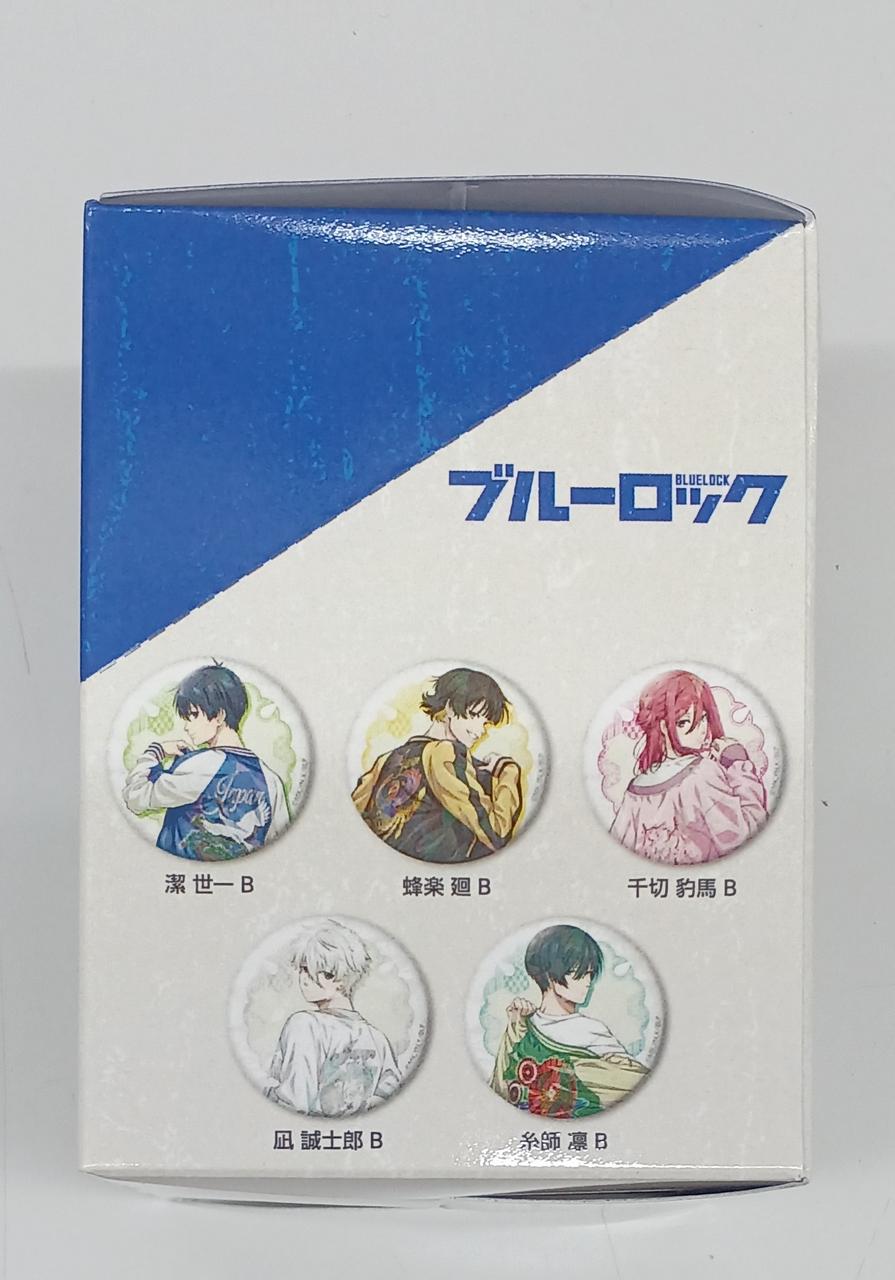 ブルーロック
BLUELOCK
Japan
潔 世一 B
蜂楽 廻 B
千切 豹馬 B
凪 誠士郎 B
糸師 凛 B